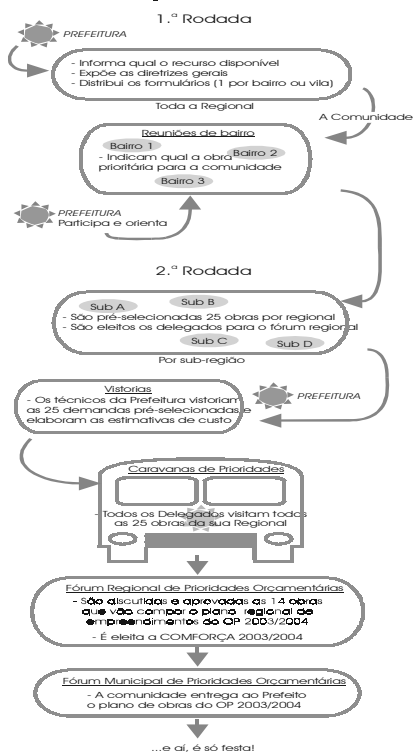 1.ª Rodada
PREFEITURA
- Informa qual o recurso disponível
- Expõe as diretrizes gerais
- Distribui os formulários (1 por bairro ou vila)
Toda a Regional
A Comunidade
Reuniões de bairro
Bairro 1
- Indicam qual a obra
Bairro 2
prioritária para a comunidade
Bairro 3
PREFEITURA
Participa e orienta
2.ª Rodada
Sub A
Sub B
- São pré-selecionadas 25 obras por regional
- São eleitos os delegados para o fórum regional
Sub C
Sub D
Por sub-região
Vistorias
- Os técnicos da Prefeitura vistoriam
as 25 demandas pré-selecionadas e
elaboram as estimativas de custo
PREFEITURA
Caravanas de Prioridades
- Todos os Delegados visitam todas
as 25 obras da sua Regional
Fórum Regional de Prioridades Orçamentárias
- São discutidas e aprovadas as 14 obras
que vão compor o plano regional de
empreendimentos do OP 2003/2004
- É eleita a COMFORÇA 2003/2004
Fórum Municipal de Prioridades Orçamentárias
- A comunidade entrega ao Prefeito
o plano de obras do OP 2003/2004
...e aí, é só festa!